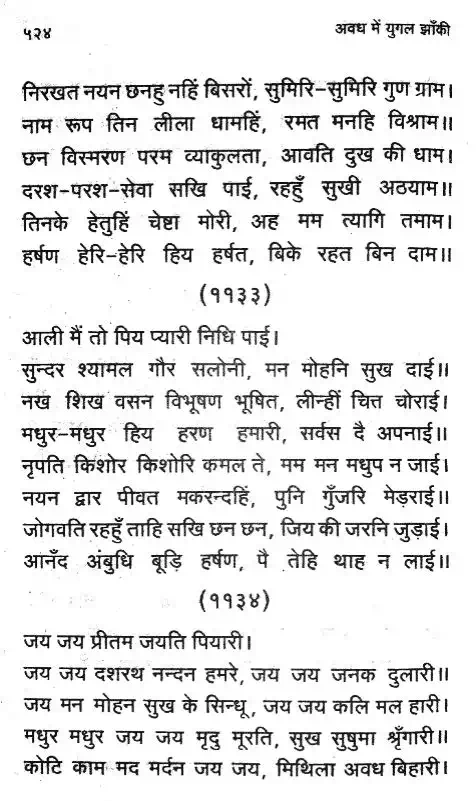 ५२४ अवध में युगल झाँकी
निरखत नयन छनहु नहिं बिसरों, सुमिरि-सुमिरि गुण ग्राम।
नाम रूप तिन लीला धामहिं, रमत मनहि विश्राम॥
छन विस्मरण परम व्याकुलता, आवति दुख की धाम।
दरश-परश-सेवा सखि पाई, रहहुँ सुखी अठयाम॥
तिनके हेतुहिं चेष्टा मोरी, अह मम त्यागि तमाम।
हर्षण हेरि-हेरि हिय हर्षत, बिके रहत बिन दाम॥
(११३३)
आली मैं तो पिय प्यारी निधि पाई।
सुन्दर श्यामल गौर सलोनी, मन मोहनि सुख दाई॥
नख शिख वसन विभूषण भूषित, लीन्हीं चित्त चोराई।
मधुर-मधुर हिय हरण हमारी, सर्वस दै अपनाई॥
नृपति किशोर किशोरि कमल ते, मम मन मधुप न जाई।
नयन द्वार पीवत मकरन्दहिं, पुनि गुँजरि मेड़राई॥
जोगवति रहहुँ ताहि सखि छन छन, जिय की जरनि जुड़ाई।
आनँद अंबुधि बूड़ि हर्षण, पै तेहि थाह न लाई॥
(११३४)
जय जय प्रीतम जयति पियारी।
जय जय दशरथ नन्दन हमरे, जय जय जनक दुलारी॥
जय मन मोहन सुख के सिन्धू, जय जय कलि मल हारी।
मधुर मधुर जय जय मृदु मूरति, सुख सुषुमा श्रृँगारी॥
कोटि काम मद मर्दन जय जय, मिथिला अवध बिहारी।